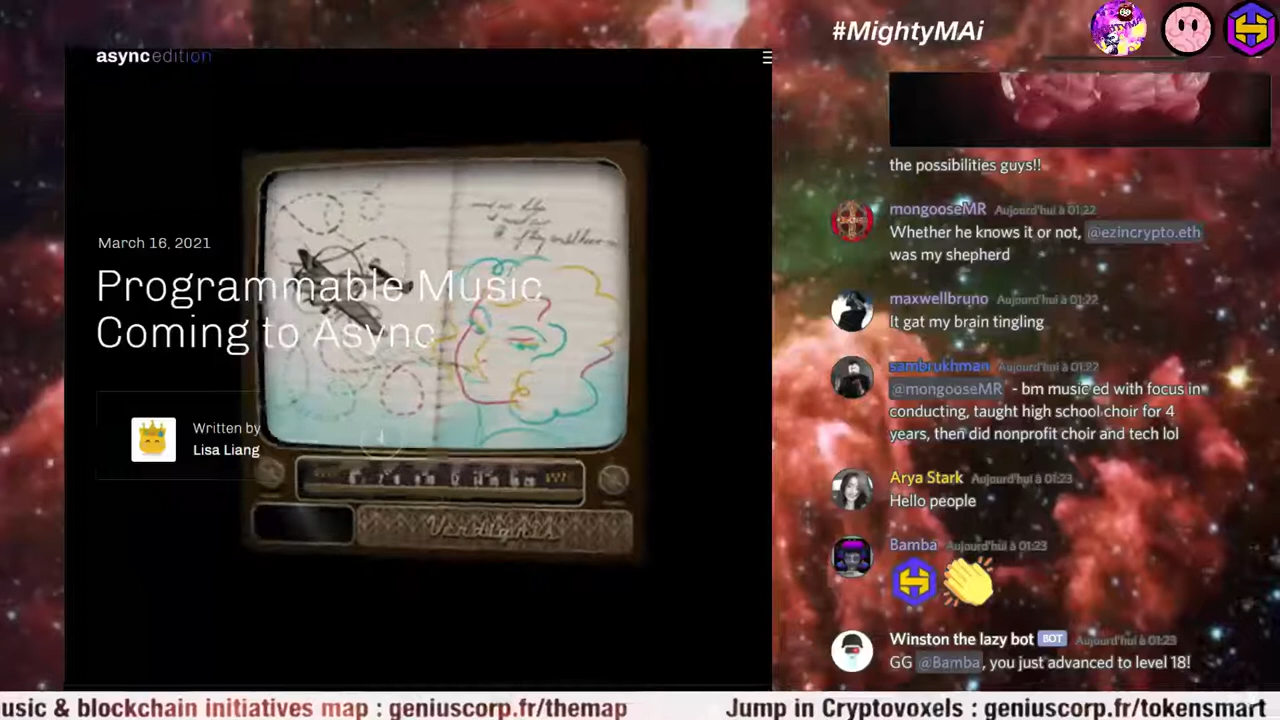 #MightyMAi
asyncedition
March 16, 2021
Programmable Music
Coming to Async
Written by
Lisa Liang
the possibilities guys!!
mongooseMR Aujourd'hui à 01:22
Whether he knows it or not, @ezincrypto.eth
was my shepherd
maxwellbruno Aujourd'hui à 01:22
It gat my brain tingling
sambrukhman Aujourd'hui à 01:22
@mongooseMR - bm music ed with focus in
conducting, taught high school choir for 4
years, then did nonprofit choir and tech lol
Arya Stark Aujourd'hui à 01:23
Hello people
Bamba Aujourd'hui à 01:23
Winston the lazy bot BOT Aujourd'hui à 01:23
GG @Bamba, you just advanced to level 18!
usic & blockchain initiatives map : geniuscorp.fr/themap Jump in Cryptovoxels : geniuscorp.fr/tokensmart